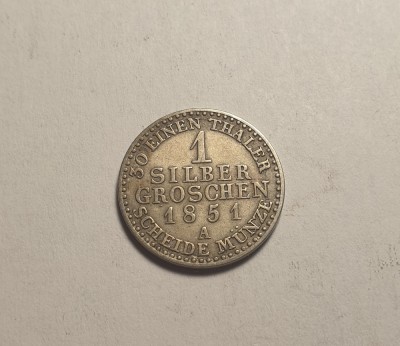 30 EINEN THALER
1
SILBER
GROSCHEN
1851
A
SCHEIDE MÜNZE